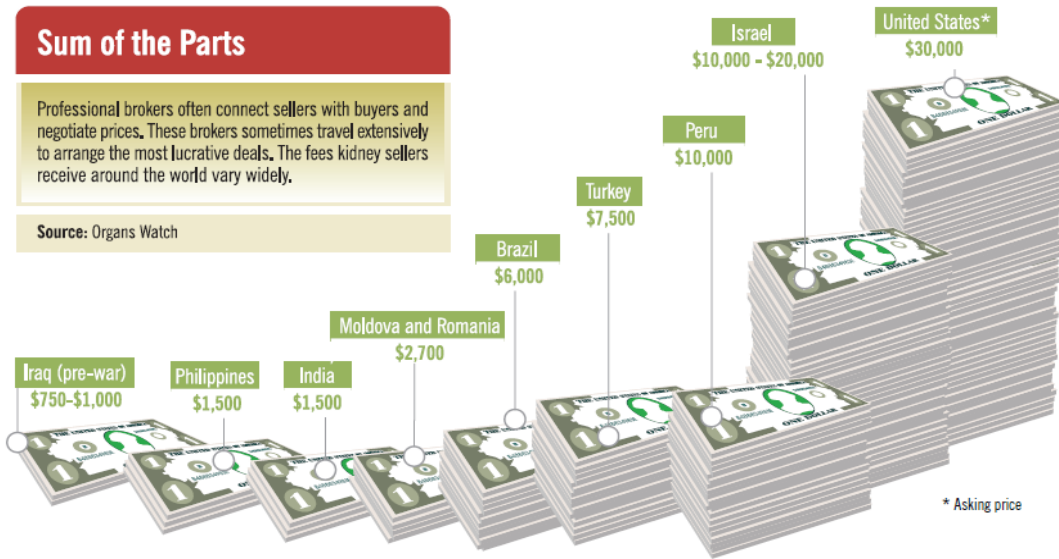 Sum of the Parts
Professional brokers often connect sellers with buyers and
negotiate prices. These brokers sometimes travel extensively
to arrange the most lucrative deals. The fees kidney sellers
receive around the world vary widely.
Source: Organs Watch
Iraq (pre-war)
$750-$1,000
Philippines
$1,500
India
$1,500
Moldova and Romania
$2,700
Brazil
$6,000
Turkey
$7,500
Peru
$10,000
Israel
$10,000 - $20,000
United States*
$30,000
* Asking price